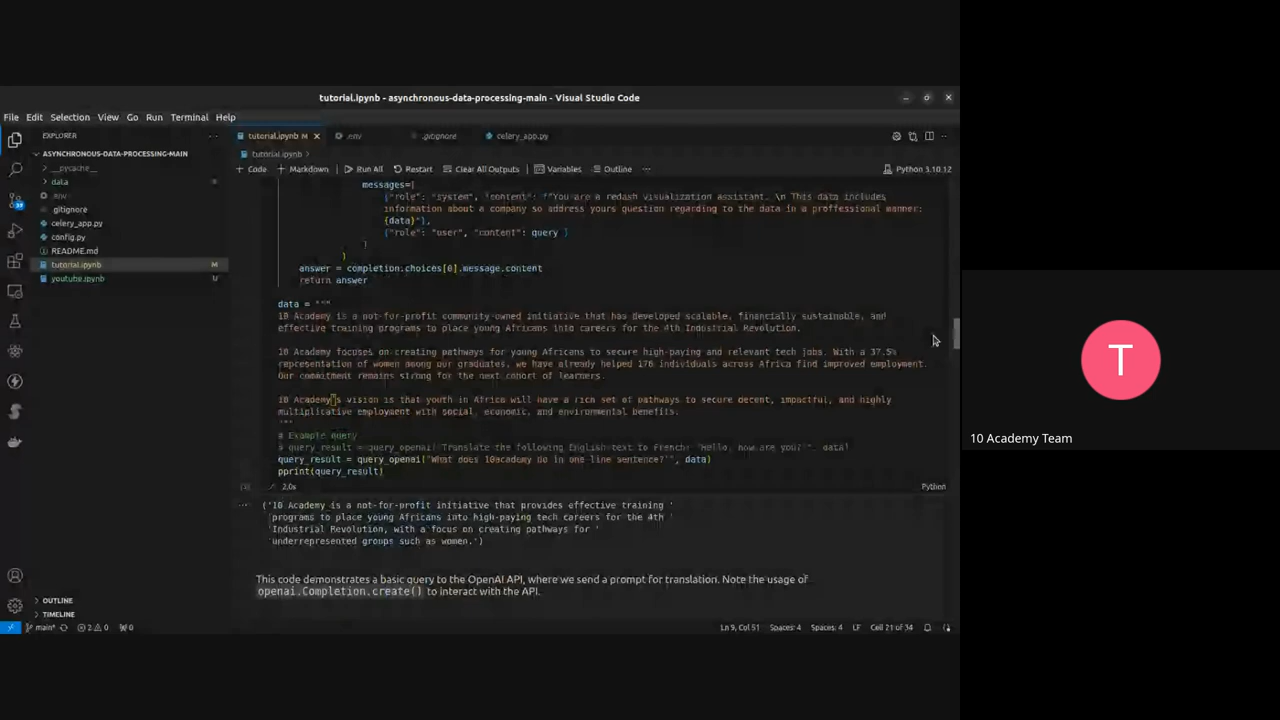 tutorial.ipynb - asynchronous-data-processing-main - Visual Studio Code
File Edit Selection View Go Run Terminal Help
EXPLORER
ASYNCHRONOUS-DATA-PROCESSING-MAIN
__pycache__
data
.env
.gitignore
celery_app.py
config.py
README.md
tutorial.ipynb M
youtube.ipynb U
OUTLINE
TIMELINE
tutorial.ipynb M .env .gitignore celery_app.py
tutorial.ipynb
+ Code + Markdown Run All Restart Clear All Outputs Variables Outline ... Python 3.10.12
messages=[
{"role": "system", "content": f"You are a redash visualization assistant. \n This data includes
information about a company so address yours question regarding to the data in a proffessional manner:
{data}"},
{"role": "user", "content": query }
]
)
answer = completion.choices[0].message.content
return answer
data = """
10 Academy is a not-for-profit community-owned initiative that has developed scalable, financially sustainable, and
effective training programs to place young Africans into careers for the 4th Industrial Revolution.
10 Academy focuses on creating pathways for young Africans to secure high-paying and relevant tech jobs. With a 37.5%
representation of women among our graduates, we have already helped 176 individuals across Africa find improved employment.
Our commitment remains strong for the next cohort of learners.
10 Academy's vision is that youth in Africa will have a rich set of pathways to secure decent, impactful, and highly
multiplicative employment with social, economic, and environmental benefits.
"""
# Example query
# query_result = query_openai("Translate the following English text to French: 'Hello, how are you?'", data)
query_result = query_openai("What does 10academy do in one line sentence?'", data)
pprint(query_result)
2.0s Python
... ('10 Academy is a not-for-profit initiative that provides effective training '
'programs to place young Africans into high-paying tech careers for the 4th '
'Industrial Revolution, with a focus on creating pathways for '
'underrepresented groups such as women.')
This code demonstrates a basic query to the OpenAI API, where we send a prompt for translation. Note the usage of
openai.Completion.create() to interact with the API.
main* 2 0 0 Ln 9, Col 51 Spaces: 4 Spaces: 4 LF Cell 21 of 34
T
10 Academy Team